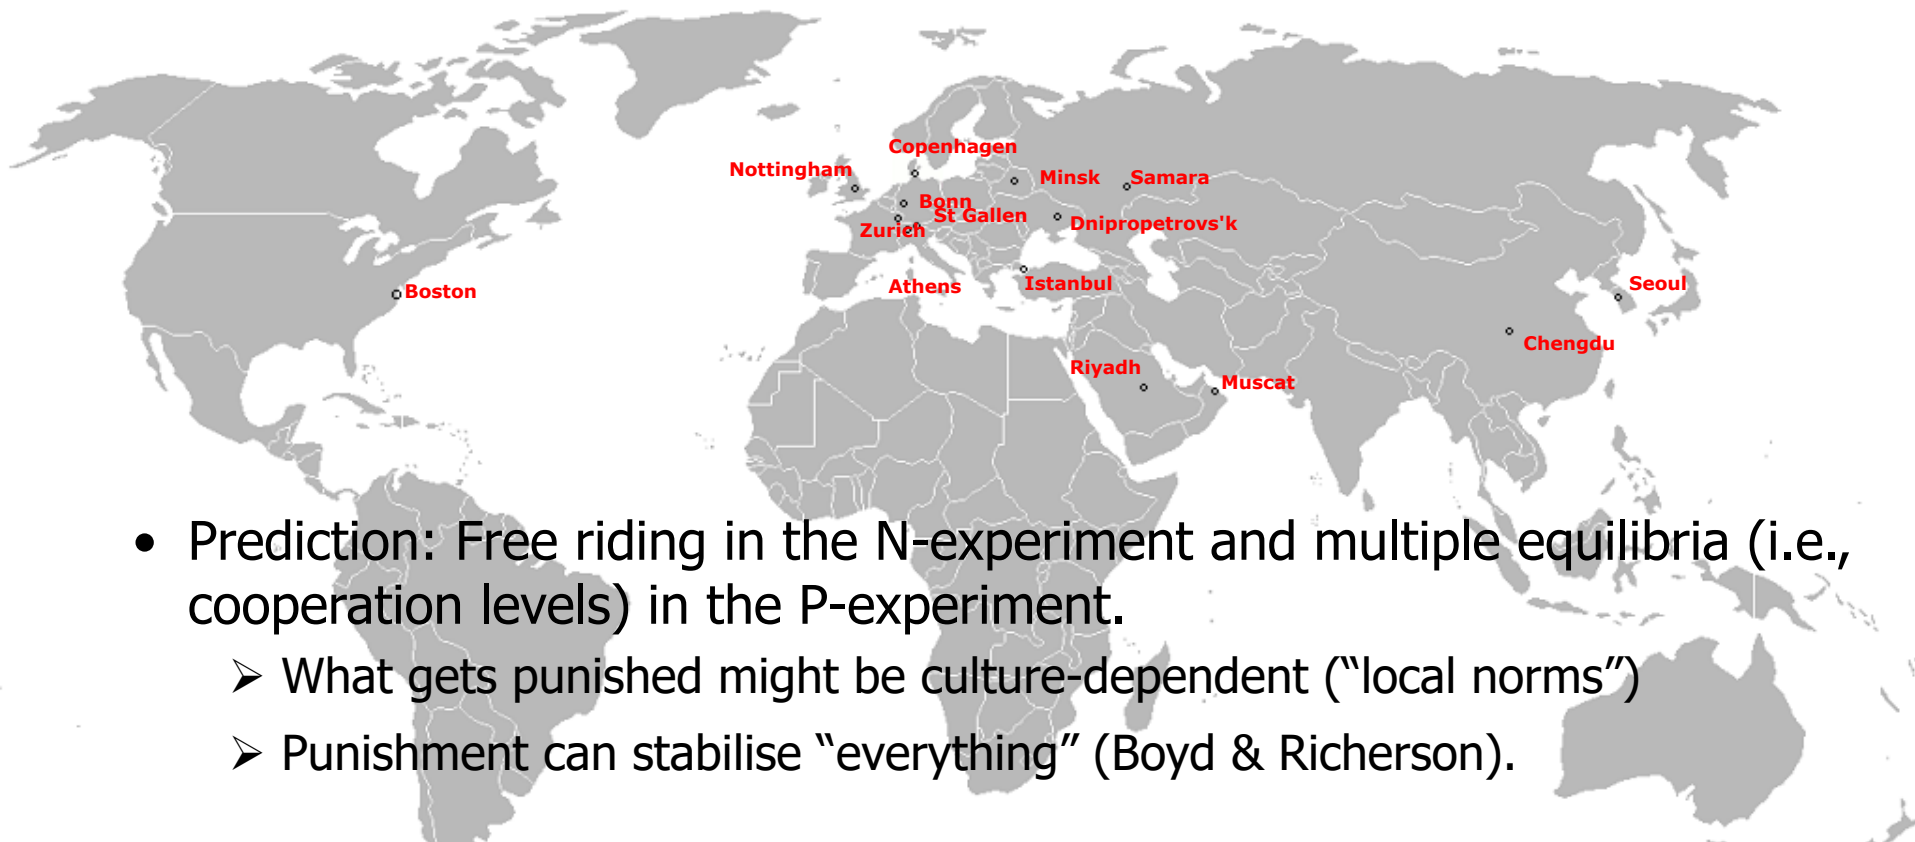 Copenhagen
Nottingham
Minsk
Samara
Bonn
St Gallen
Zurich
Dnipropetrovs'k
Athens
Istanbul
Boston
Seoul
Chengdu
Riyadh
Muscat
• Prediction: Free riding in the N-experiment and multiple equilibria (i.e.,
cooperation levels) in the P-experiment.
➢ What gets punished might be culture-dependent (“local norms”)
➢ Punishment can stabilise “everything” (Boyd & Richerson).